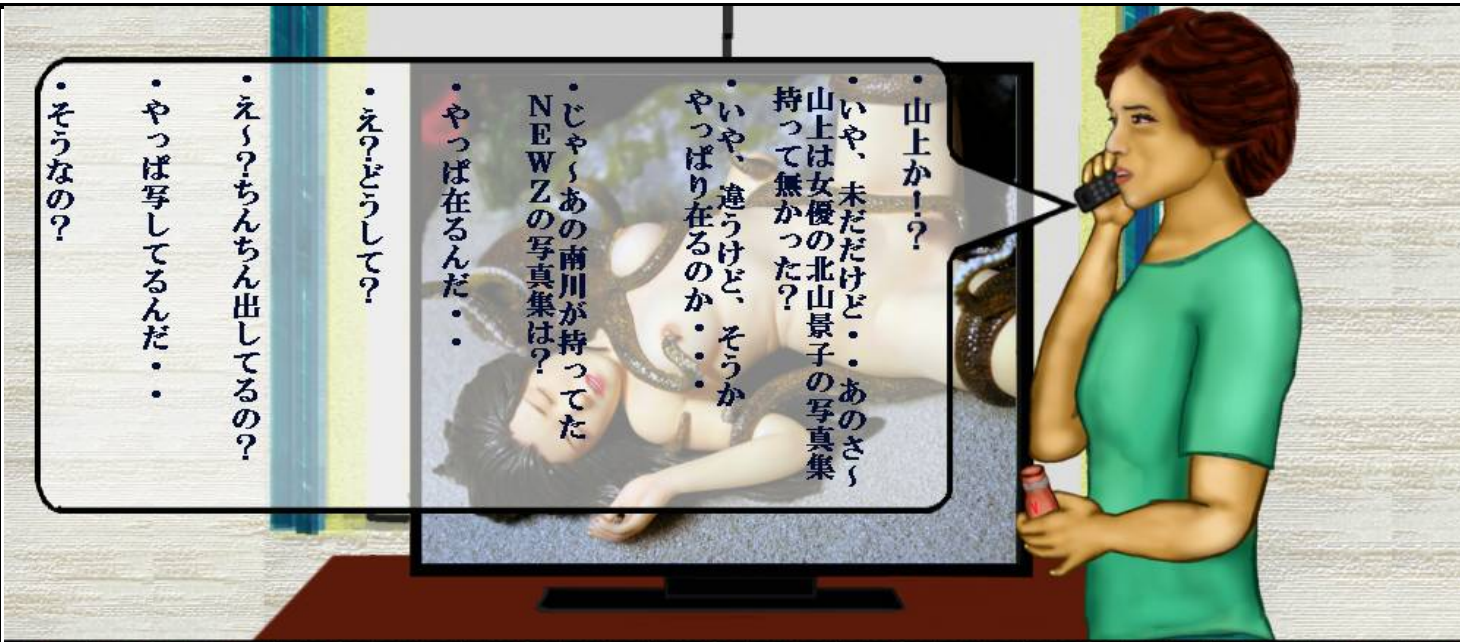 ・山上か!?
・いや、未だだけど・・あのさ~
山上は女優の北山景子の写真集
持って無かった?
・いや、違うけど、そうか
やっぱり在るのか・・・
・じゃ~あの南川が持ってた
NEWZの写真集は?
・やっぱ在るんだ・・
・え?どうして?
・え~?ちんちん出してるの?
・やっぱ写してるんだ・・
・そうなの?